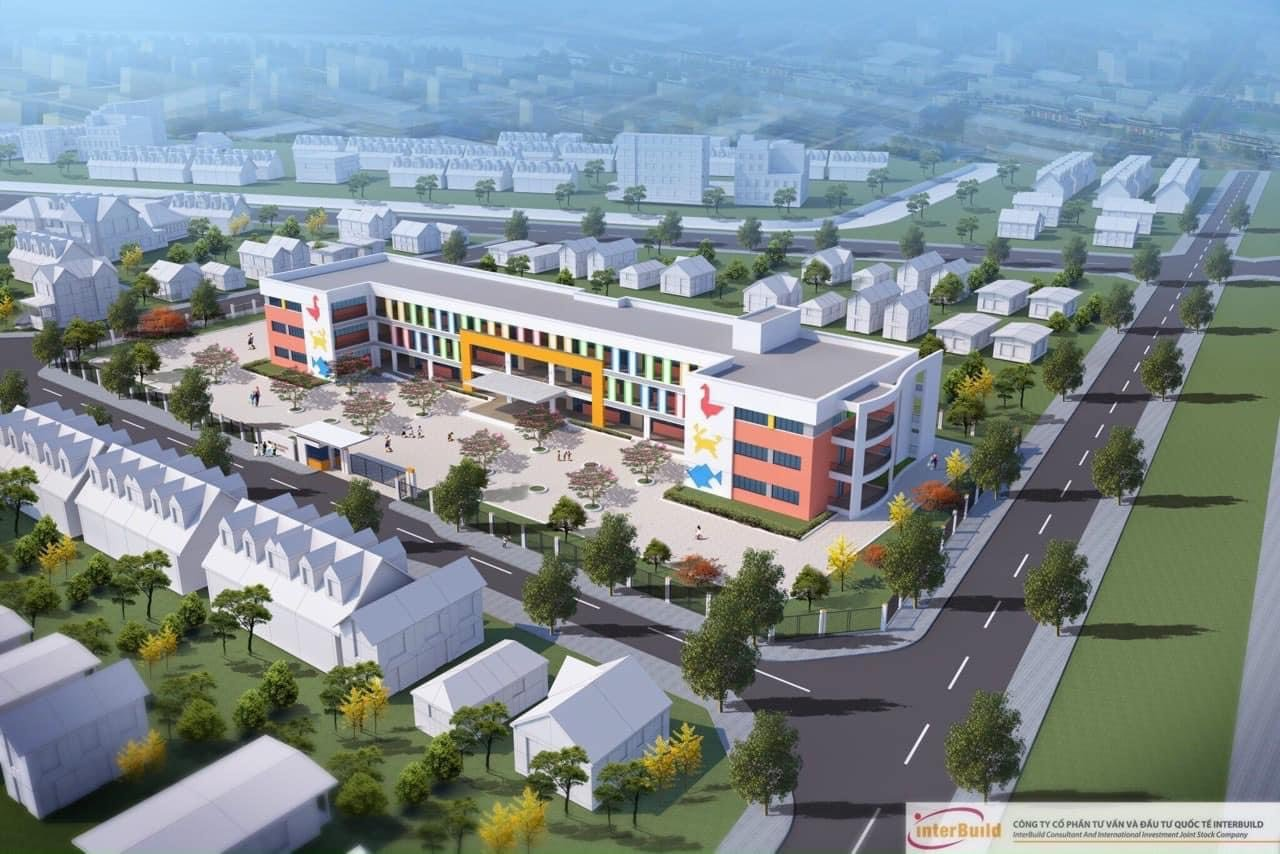 interBuild
CÔNG TY CỔ PHẦN TƯ VẤN VÀ ĐẦU TƯ QUỐC TẾ INTERBUILD
InterBuild Consultant And International Investment Joint Stock Company